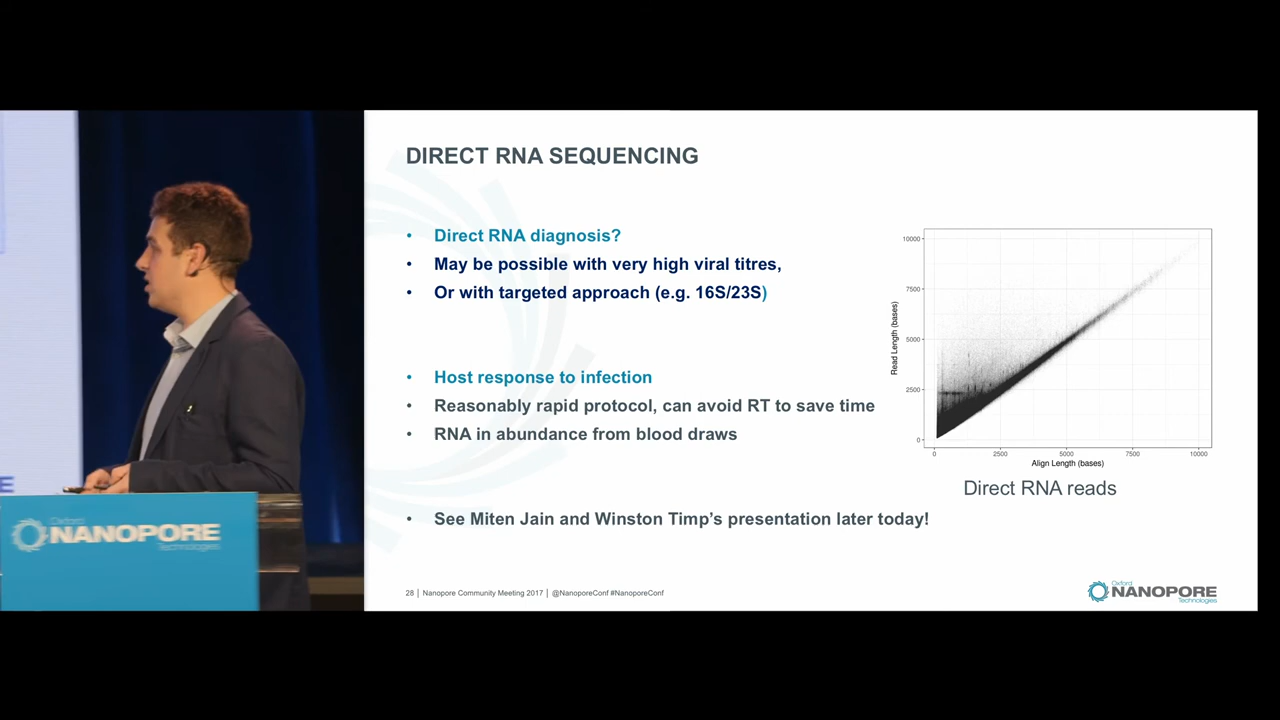 DIRECT RNA SEQUENCING
• Direct RNA diagnosis?
• May be possible with very high viral titres,
• Or with targeted approach (e.g. 16S/23S)
• Host response to infection
• Reasonably rapid protocol, can avoid RT to save time
• RNA in abundance from blood draws
• See Miten Jain and Winston Timp’s presentation later today!
Read Length (bases)
10000
7500
5000
2500
0
0 2500 5000 7500 10000
Align Length (bases)
Direct RNA reads
28 | Nanopore Community Meeting 2017 | @NanoporeConf #NanoporeConf
Oxford
NANOPORE
Technologies
E
Oxford
NANOPORE
Technologies